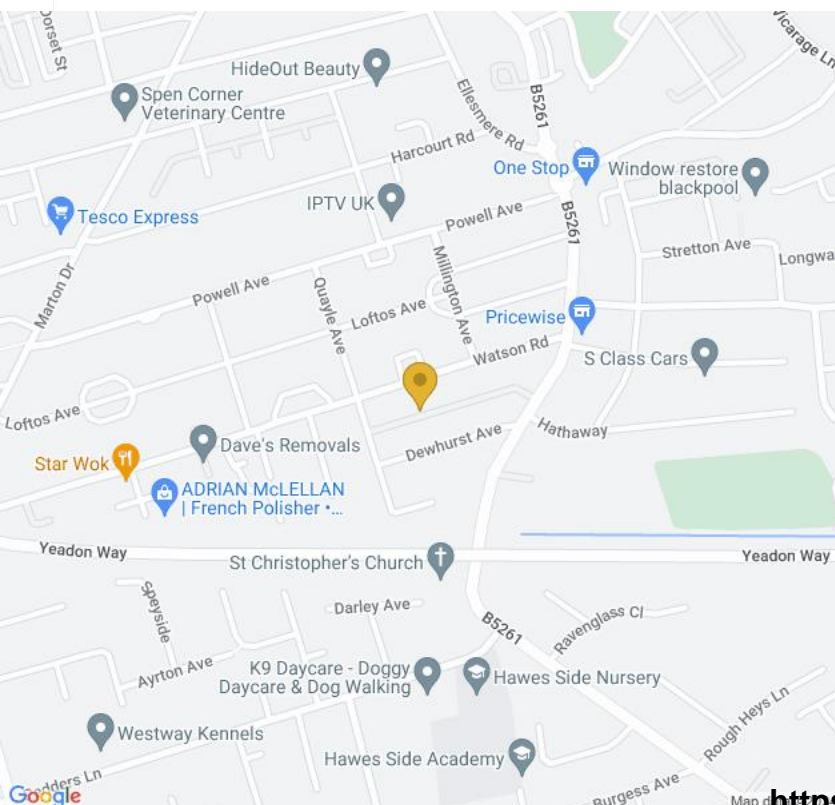 Dorset St
Vicarage Ln
HideOut Beauty
Spen Corner
Veterinary Centre
B5261
Ellesmere Rd
Harcourt Rd
One Stop
Window restore
blackpool
IPTV UK
Tesco Express
Powell Ave
B5261
Stretton Ave
Longwa
Marton Dr
Powell Ave
Quayle Ave
Millington Ave
Loftos Ave
Pricewise
Watson Rd
S Class Cars
Loftos Ave
Hathaway
Dewhurst Ave
Dave's Removals
Star Wok
ADRIAN McLELLAN
| French Polisher •...
Yeadon Way
St Christopher's Church
Yeadon Way
Speyside
Darley Ave
B5261
Ravenglass Cl
Ayrton Ave
K9 Daycare - Doggy
Daycare & Dog Walking
Hawes Side Nursery
Rough Heys Ln
Westway Kennels
Hawes Side Academy
Burgess Ave
Google
Map d
https